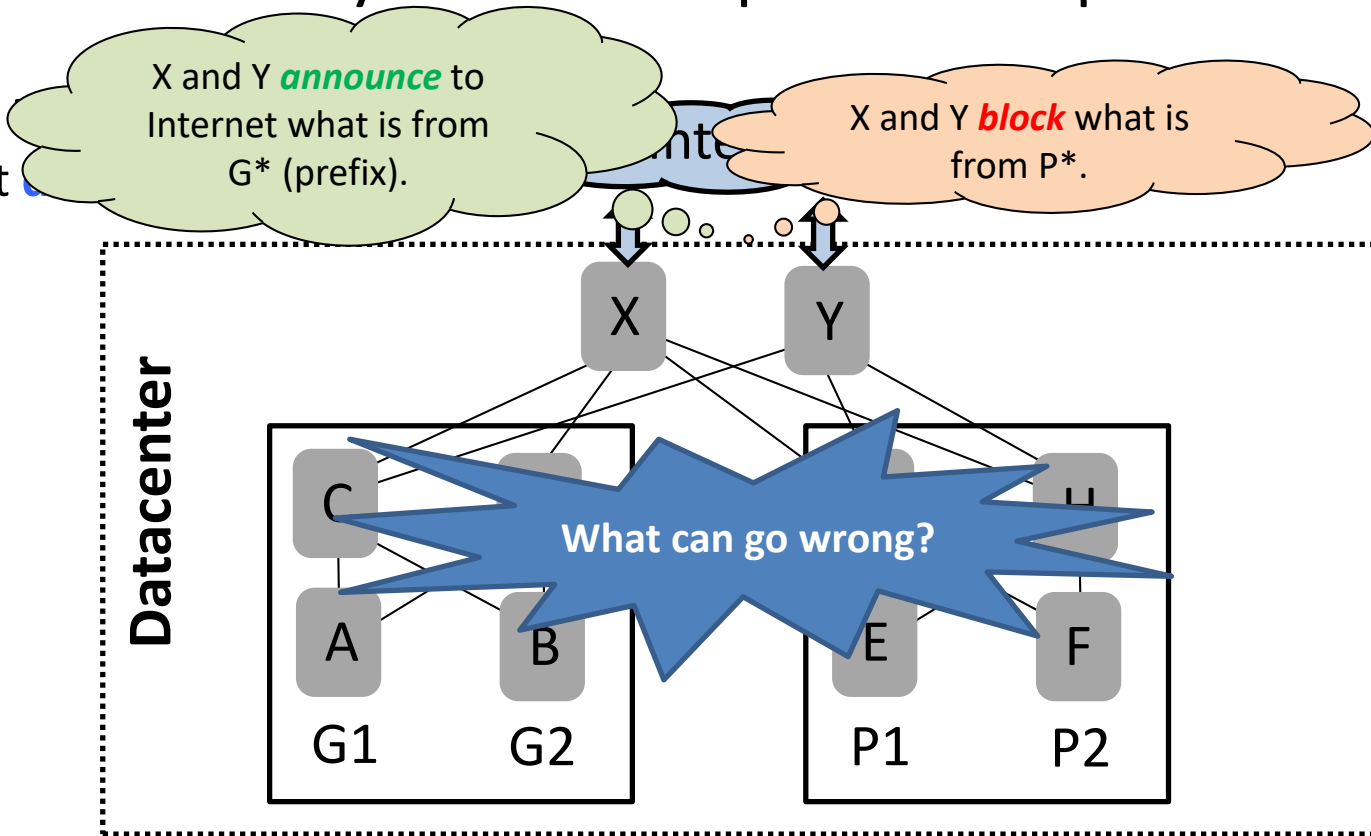 X and Y announce to
Internet what is from
G* (prefix).
X and Y block what is
from P*.
X
Y
Datacenter
C
H
What can go wrong?
A
B
E
F
G1
G2
P1
P2